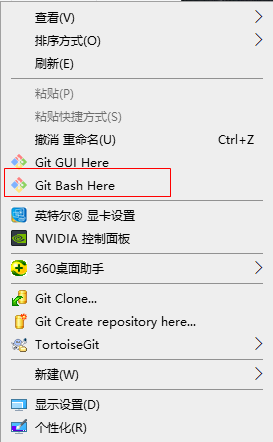 查看(V)
排序方式(O)
刷新(E)
粘贴(P)
粘贴快捷方式(S)
撤消 重命名(U) Ctrl+Z
Git GUI Here
Git Bash Here
英特尔® 显卡设置
NVIDIA 控制面板
360桌面助手
Git Clone...
Git Create repository here...
TortoiseGit
新建(W)
显示设置(D)
个性化(R)